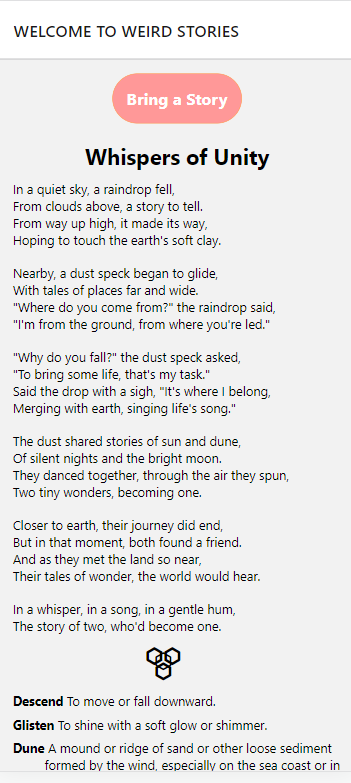 WELCOME TO WEIRD STORIES
Bring a Story
Whispers of Unity
In a quiet sky, a raindrop fell,
From clouds above, a story to tell.
From way up high, it made its way,
Hoping to touch the earth's soft clay.
Nearby, a dust speck began to glide,
With tales of places far and wide.
"Where do you come from?" the raindrop said,
"I'm from the ground, from where you're led."
"Why do you fall?" the dust speck asked,
"To bring some life, that's my task."
Said the drop with a sigh, "It's where I belong,
Merging with earth, singing life's song."
The dust shared stories of sun and dune,
Of silent nights and the bright moon.
They danced together, through the air they spun,
Two tiny wonders, becoming one.
Closer to earth, their journey did end,
But in that moment, both found a friend.
And as they met the land so near,
Their tales of wonder, the world would hear.
In a whisper, in a song, in a gentle hum,
The story of two, who'd become one.
Descend To move or fall downward.
Glisten To shine with a soft glow or shimmer.
Dune A mound or ridge of sand or other loose sediment
formed by the wind, especially on the sea coast or in